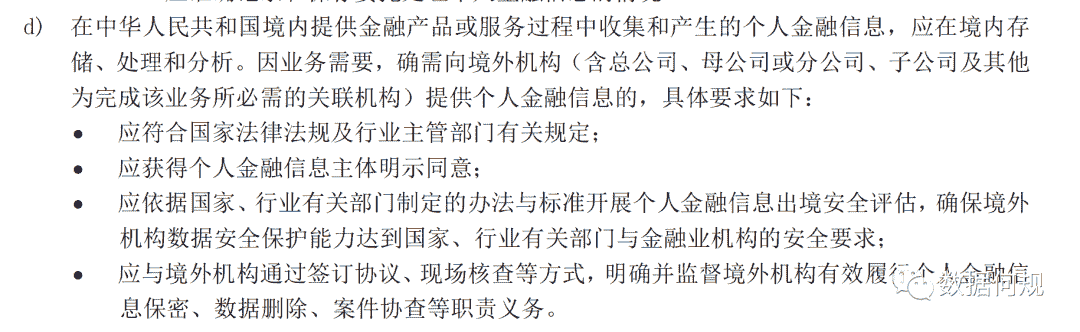 d) 在中华人民共和国境内提供金融产品或服务过程中收集和产生的个人金融信息，应在境内存
储、处理和分析。因业务需要，确需向境外机构（含总公司、母公司或分公司、子公司及其他
为完成该业务所必需的关联机构）提供个人金融信息的，具体要求如下：
● 应符合国家法律法规及行业主管部门有关规定；
● 应获得个人金融信息主体明示同意；
● 应依据国家、行业有关部门制定的办法与标准开展个人金融信息出境安全评估，确保境外
机构数据安全保护能力达到国家、行业有关部门与金融业机构的安全要求；
● 应与境外机构通过签订协议、现场核查等方式，明确并监督境外机构有效履行个人金融信
息保密、数据删除、案件协查等职责义务。
数据何规